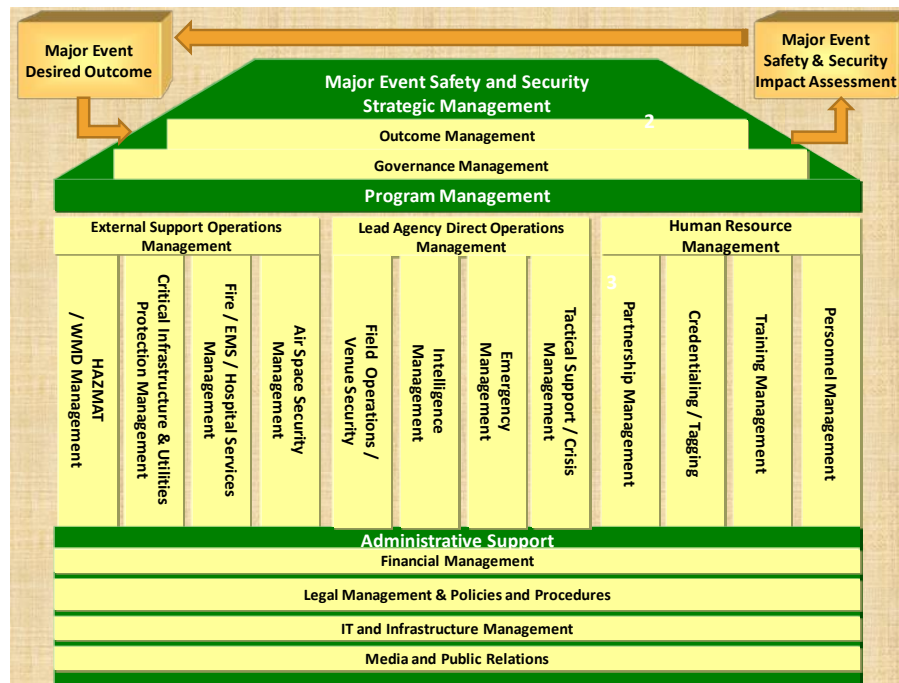 Major Event
Desired Outcome
Major Event
Safety & Security
Impact Assessment
Major Event Safety and Security
Strategic Management
2
Outcome Management
Governance Management
Program Management
External Support Operations
Management
Lead Agency Direct Operations
Management
Human Resource
Management
HAZMAT
/ WMD Management
Critical Infrastructure & Utilities
Protection Management
Fire / EMS / Hospital Services
Management
Air Space Security
Management
Field Operations /
Venue Security
Intelligence
Management
Emergency
Management
Tactical Support / Crisis
Management
3
Partnership Management
Credentialing / Tagging
Training Management
Personnel Management
Administrative Support
Financial Management
Legal Management & Policies and Procedures
IT and Infrastructure Management
Media and Public Relations